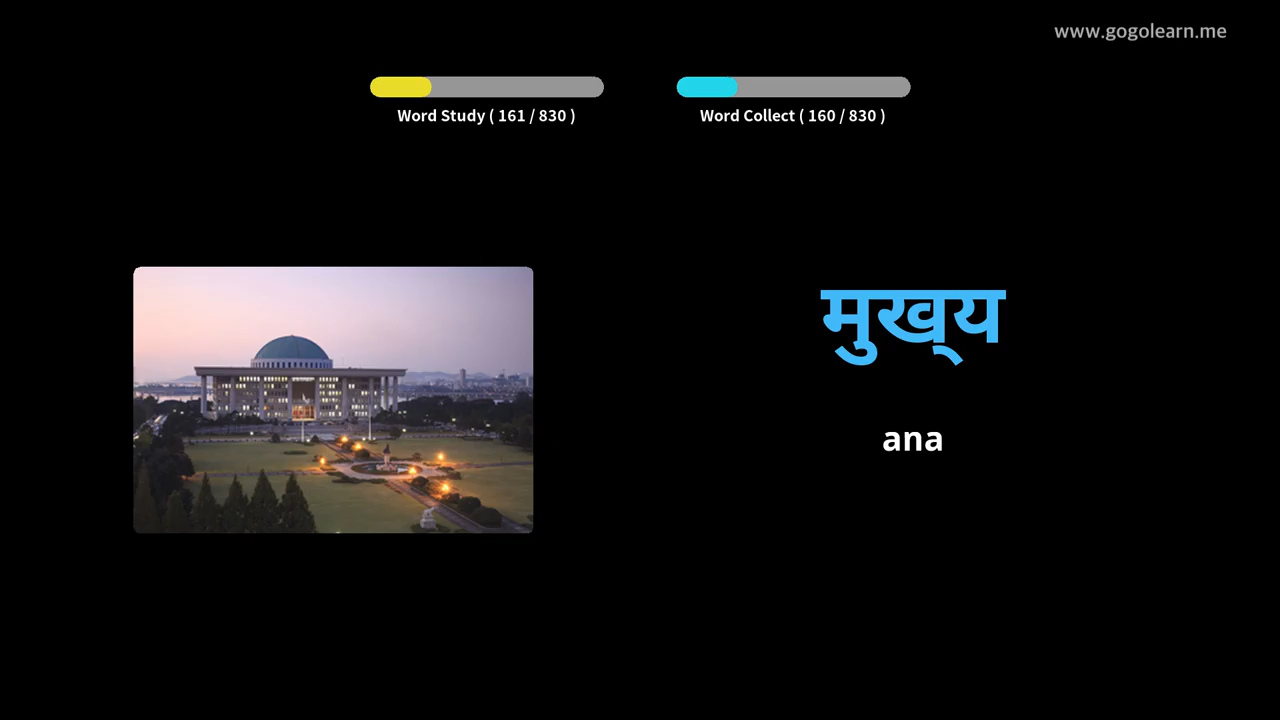 www.gogolearn.me
Word Study ( 161 / 830 )
Word Collect ( 160 / 830 )
मुख्‌य
ana